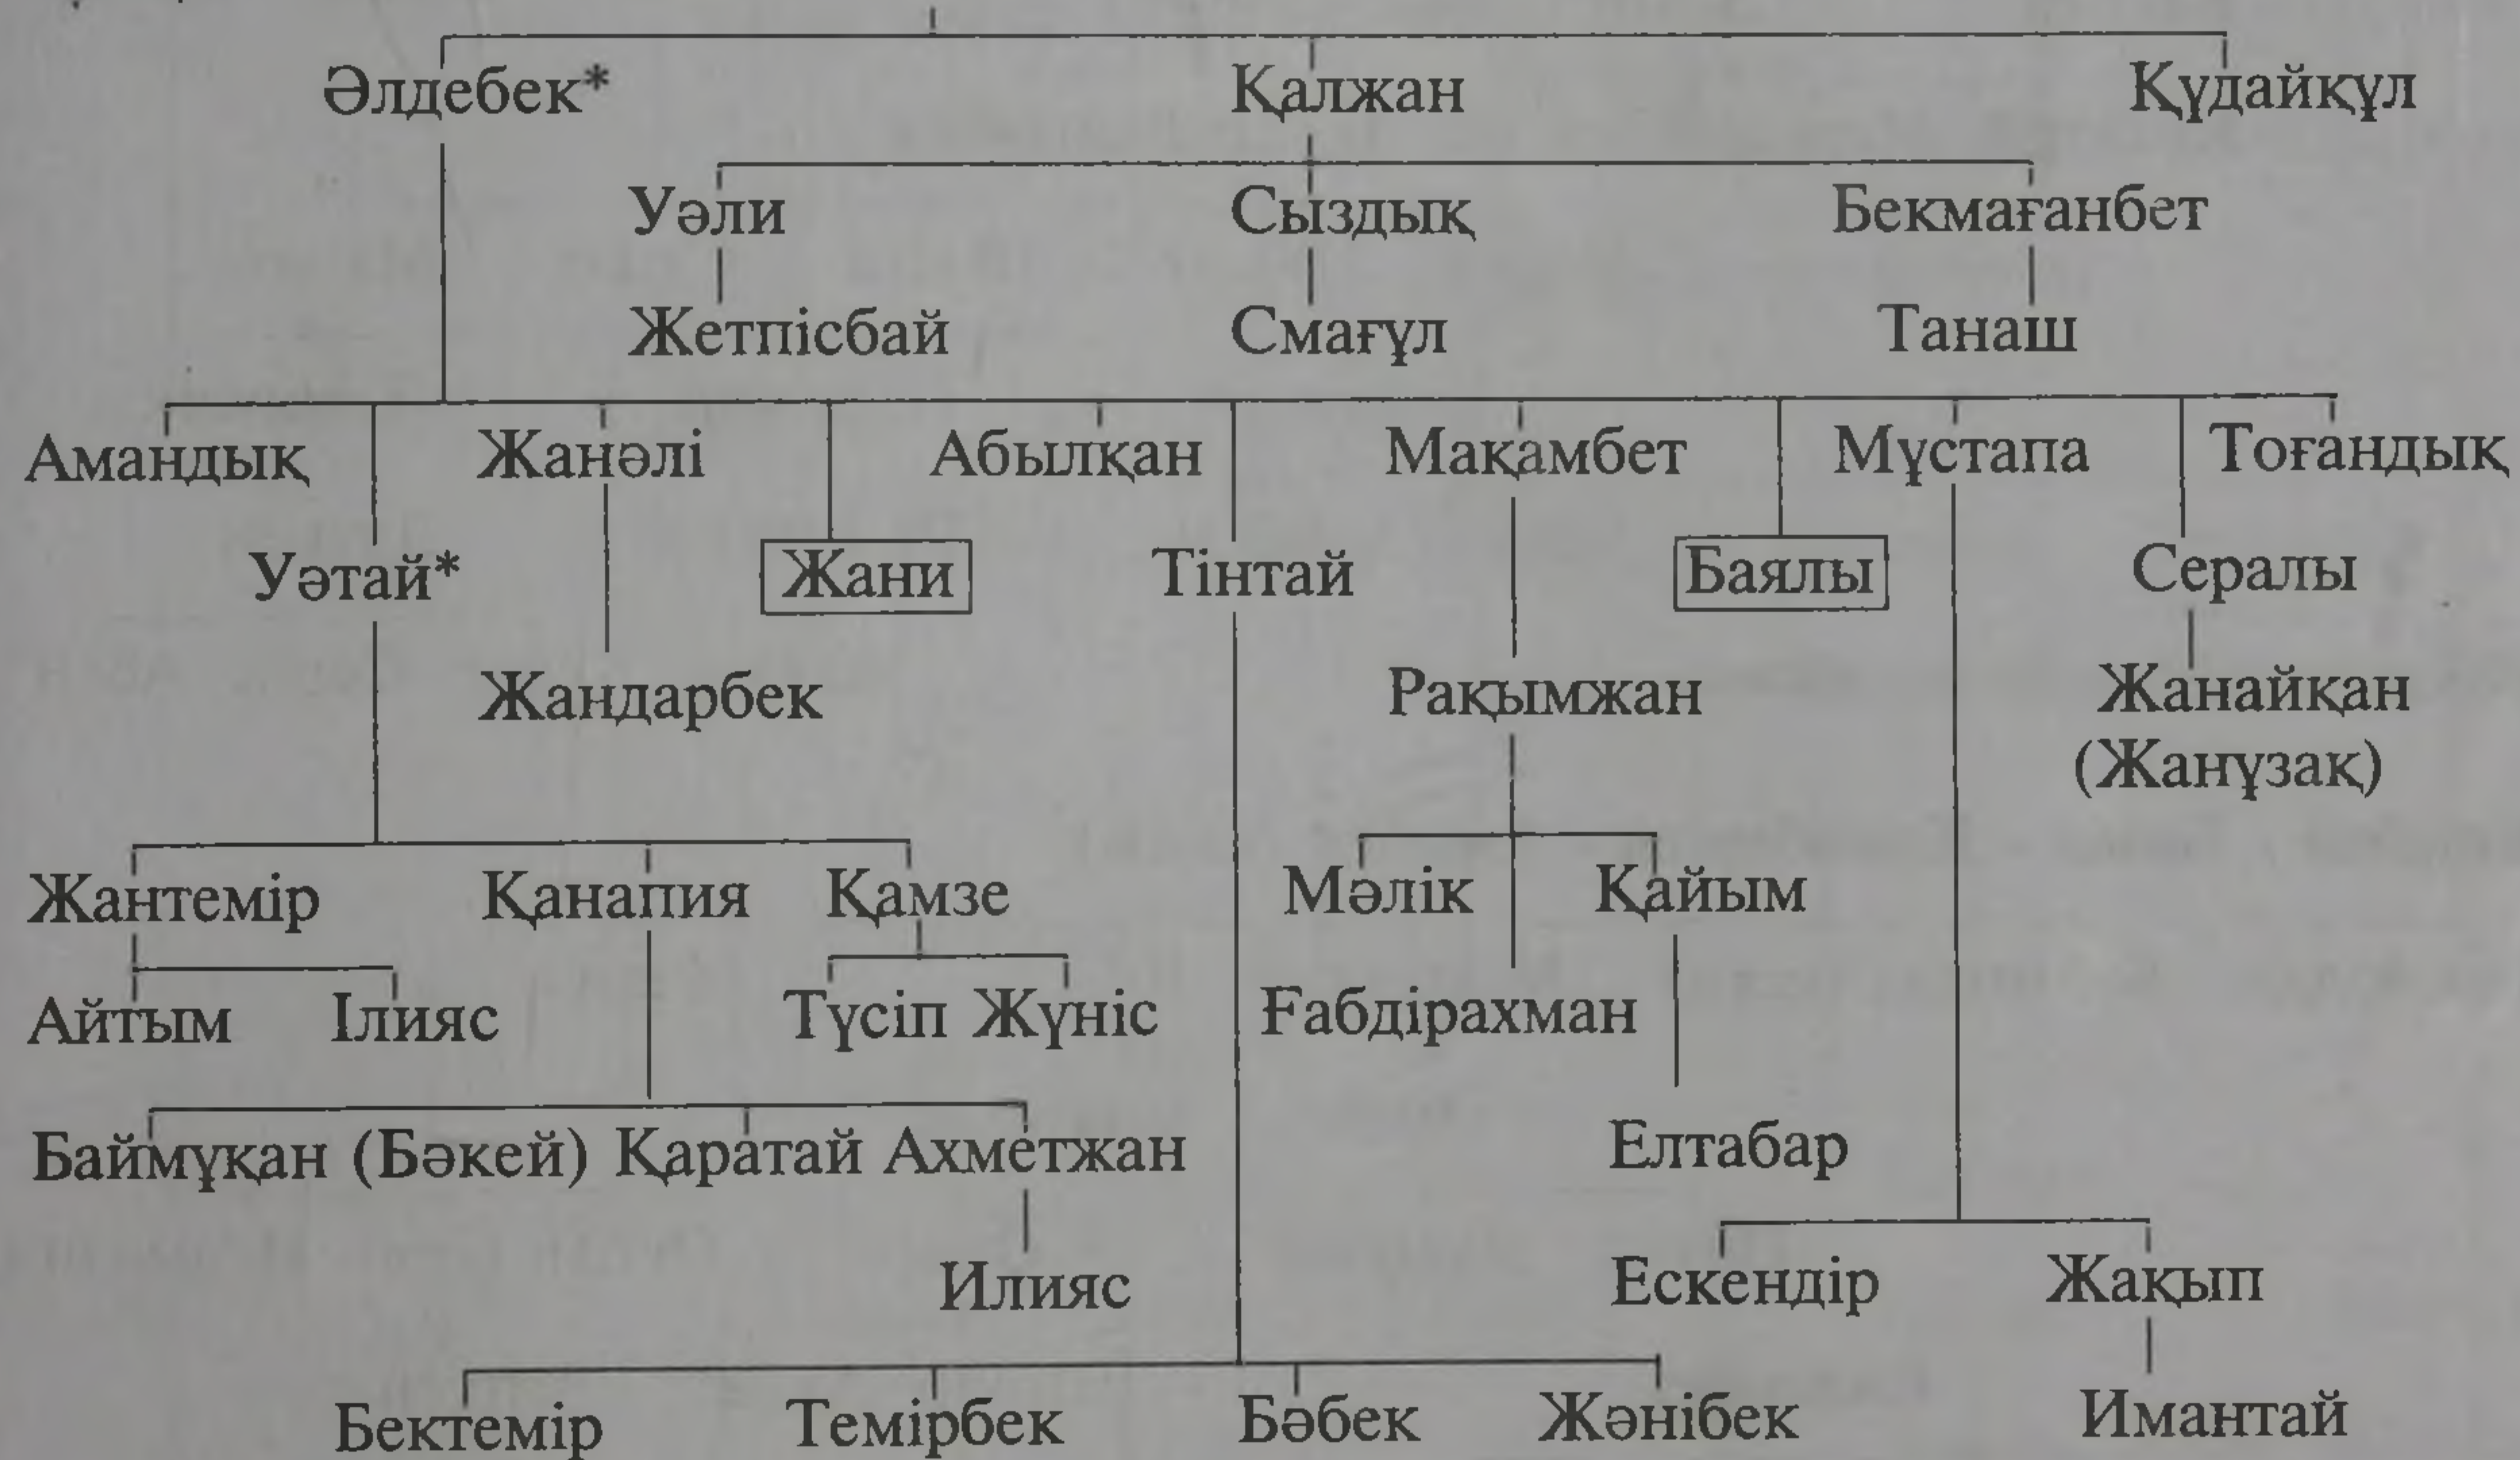 Әлдебек* Қалжан Құдайқұл
Уәли Сыздық Бекмағанбет
Жетпісбай Смағұл Танаш
Амандық Жанәлі Абылқан Мақамбет Мұстапа Тоғандық
Уәтай* Жани Тінтай Баялы Сералы
Жандарбек Рақымжан Жанайқан
(Жанұзақ)
Жантемір Қанапия Қамзе Мәлік Қайым
Айтым Ілияс Түсіп Жүніс Ғабдірахман
Баймұқан (Бәкей) Қаратай Ахметжан Елтабар
Илияс Ескендір Жақып
Бектемір Темірбек Бәбек Жәнібек Имантай